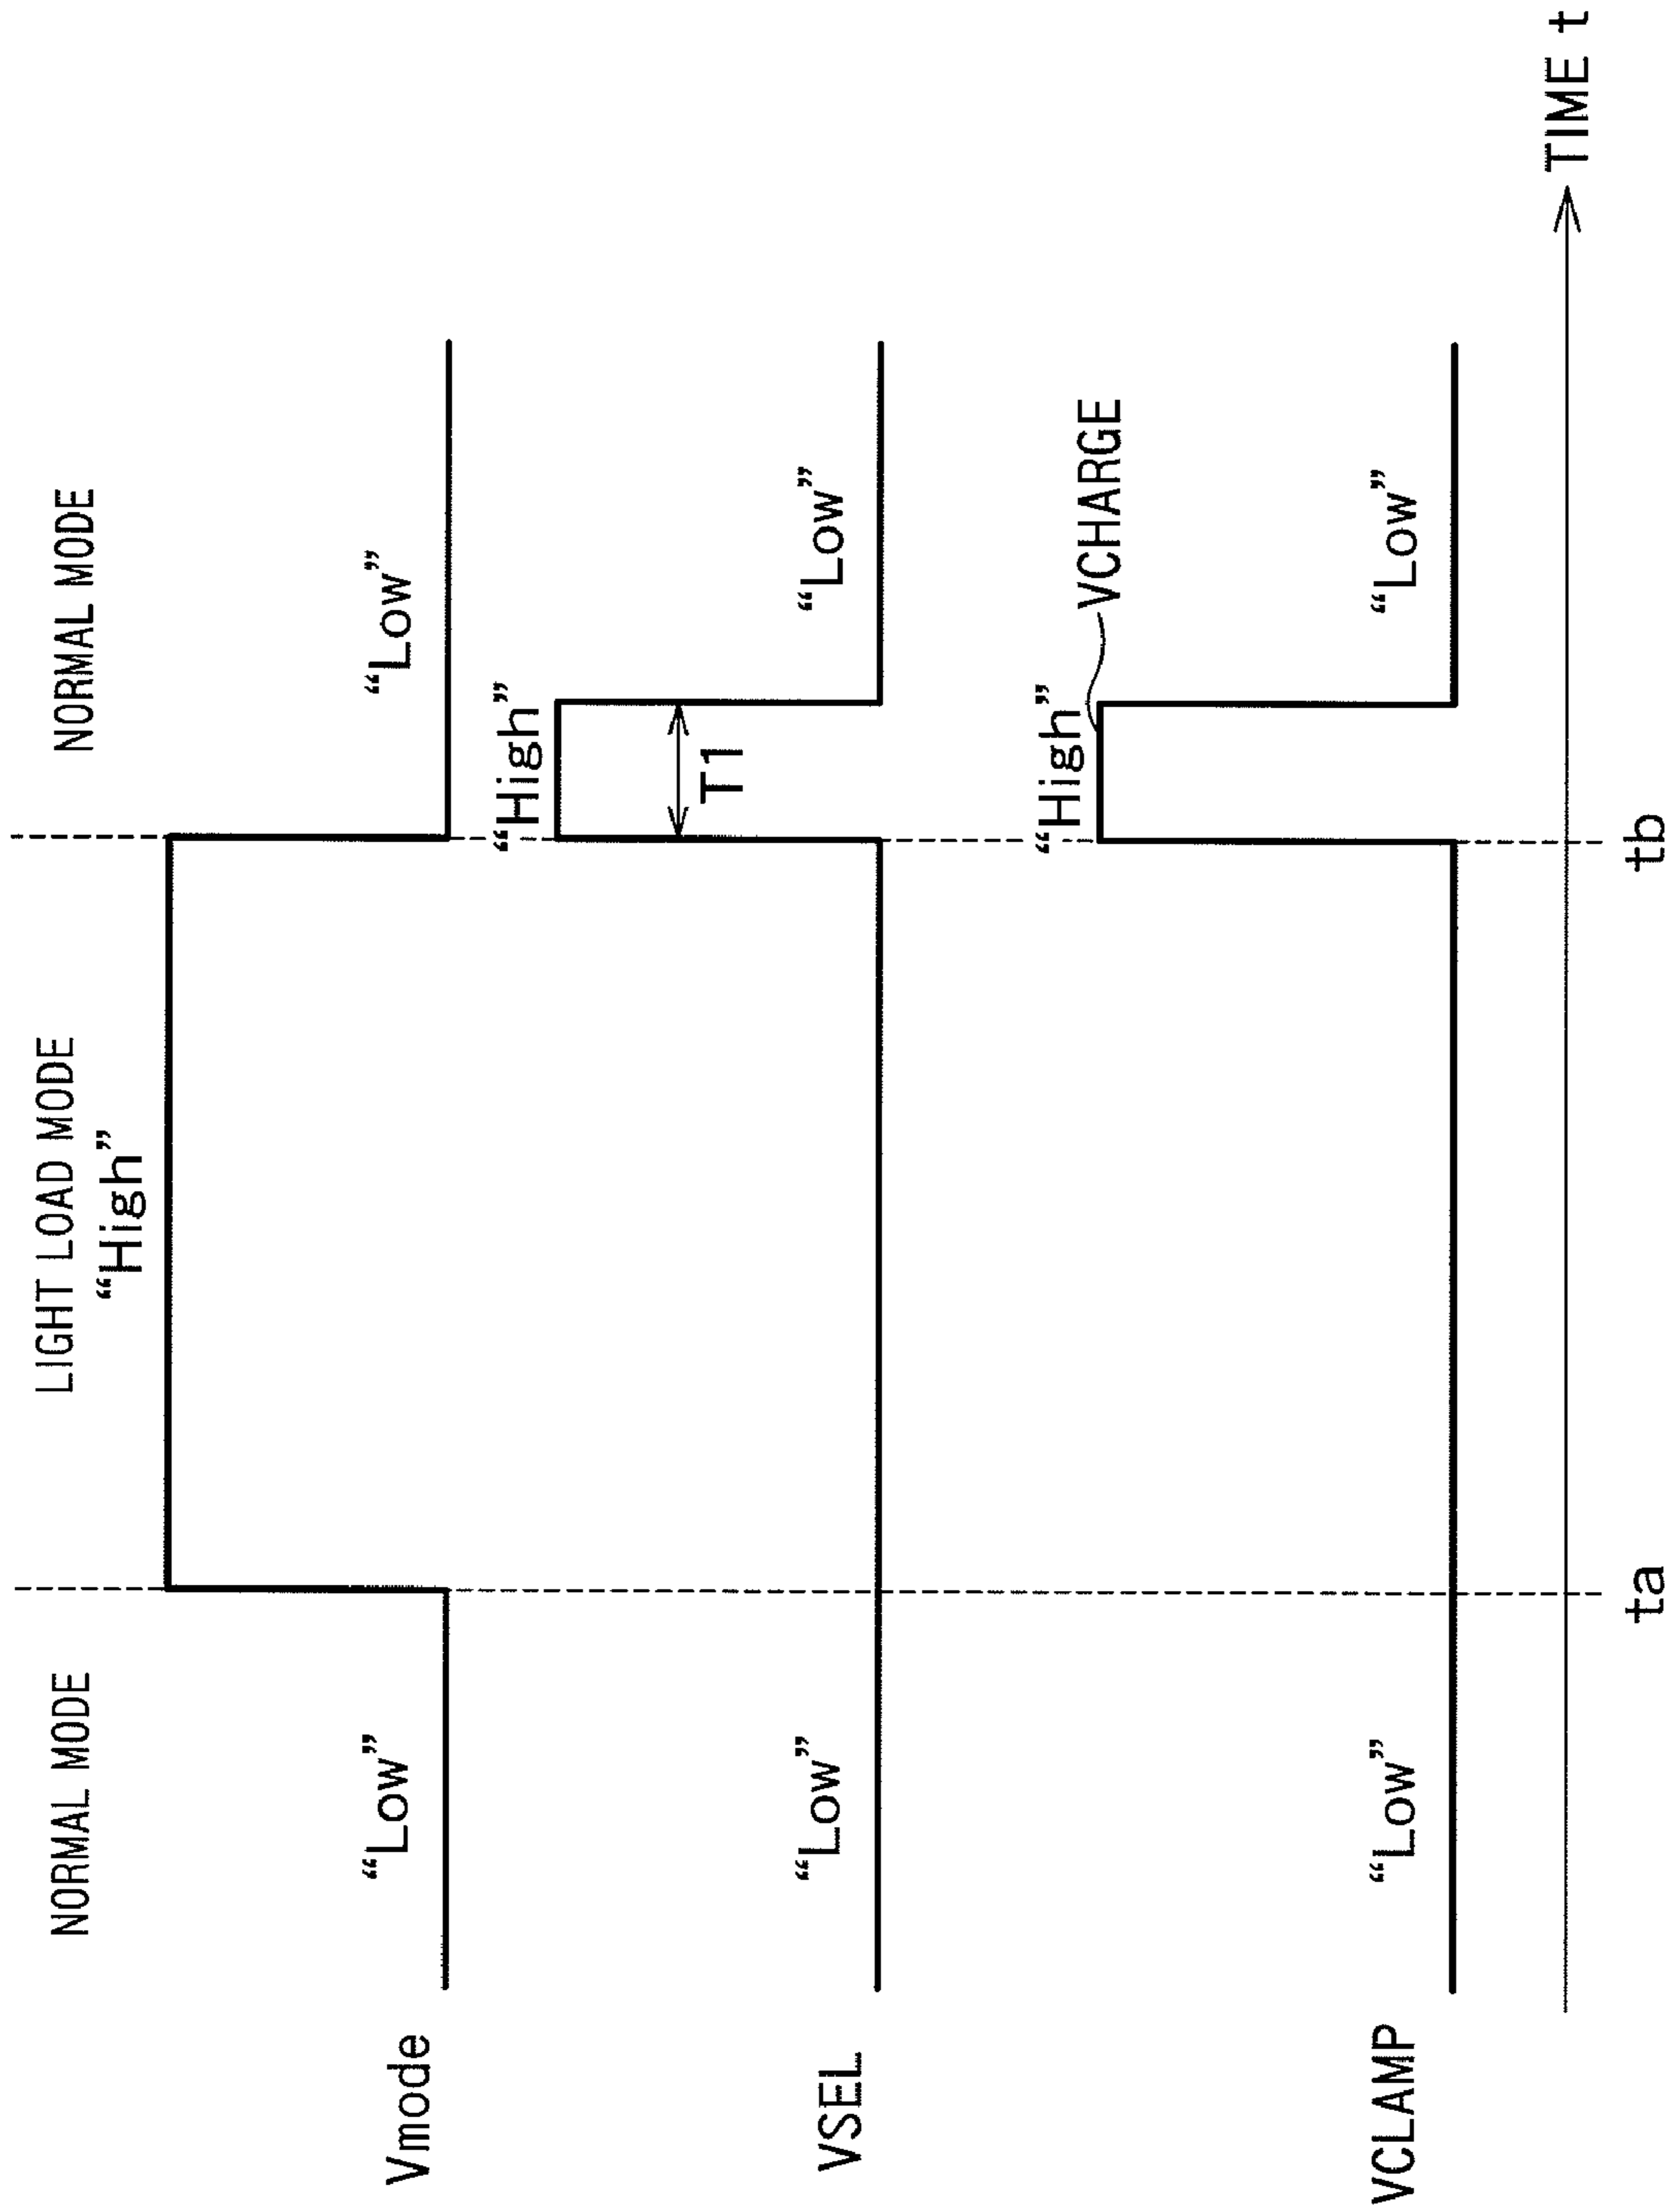 NORMAL MODE
LIGHT LOAD MODE
NORMAL MODE
“High”
Vmode
“Low”
“Low”
“High”
T1
VSEL
“Low”
“Low”
“High”
VCHARGE
VCLAMP
“Low”
“Low”
TIME t
ta
tb